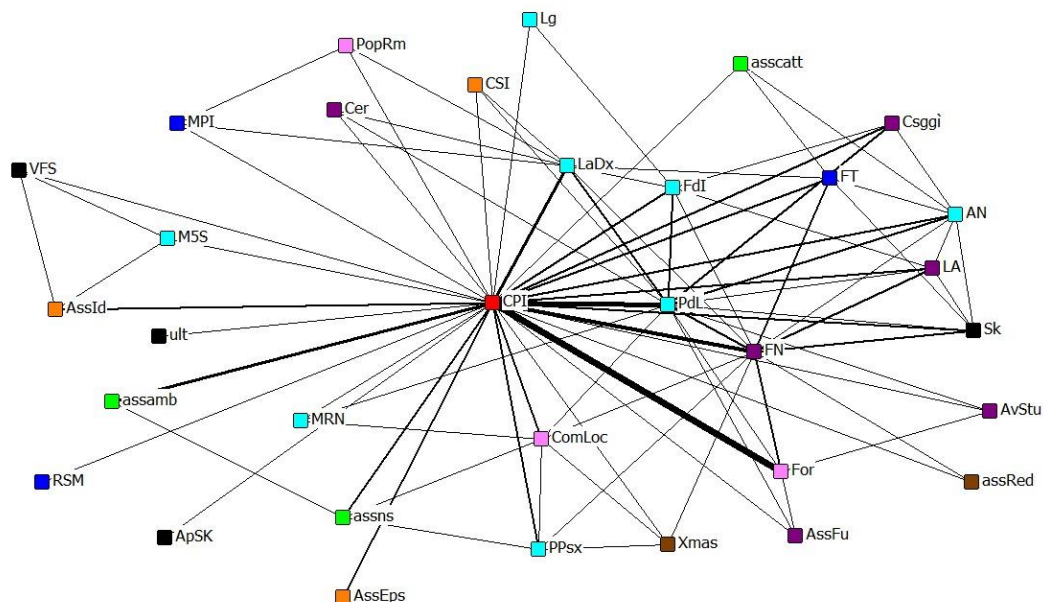 Lg
PopRm
asscatt
CSI
Cer
MPI
Csggì
LaDx
VFS
FT
FdI
AN
M5S
LA
CPI
PdL
AssId
Sk
ult
FN
assamb
AvStu
MRN
ComLoc
For
RSM
assRed
assns
AssFu
ApSK
Xmas
PPsx
AssEps